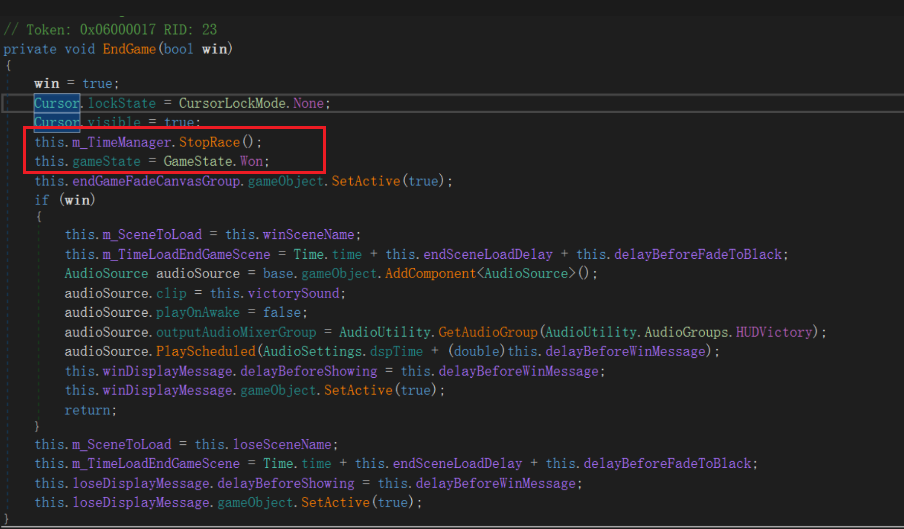 // Token: 0x06000017 RID: 23
private void EndGame(bool win)
{
    win = true;
    Cursor.lockState = CursorLockMode.None;
    Cursor.visible = true;
    this.m_TimeManager.StopRace();
    this.gameState = GameState.Won;
    this.endGameFadeCanvasGroup.gameObject.SetActive(true);
    if (win)
    {
        this.m_SceneToLoad = this.winSceneName;
        this.m_TimeLoadEndGameScene = Time.time + this.endSceneLoadDelay + this.delayBeforeFadeToBlack;
        AudioSource audioSource = base.gameObject.AddComponent<AudioSource>();
        audioSource.clip = this.victorySound;
        audioSource.playOnAwake = false;
        audioSource.outputAudioMixerGroup = AudioUtility.GetAudioGroup(AudioUtility.AudioGroups.HUDVictory);
        audioSource.PlayScheduled(AudioSettings.dspTime + (double)this.delayBeforeWinMessage);
        this.winDisplayMessage.delayBeforeShowing = this.delayBeforeWinMessage;
        this.winDisplayMessage.gameObject.SetActive(true);
        return;
    }
    this.m_SceneToLoad = this.loseSceneName;
    this.m_TimeLoadEndGameScene = Time.time + this.endSceneLoadDelay + this.delayBeforeFadeToBlack;
    this.loseDisplayMessage.delayBeforeShowing = this.delayBeforeWinMessage;
    this.loseDisplayMessage.gameObject.SetActive(true);
}